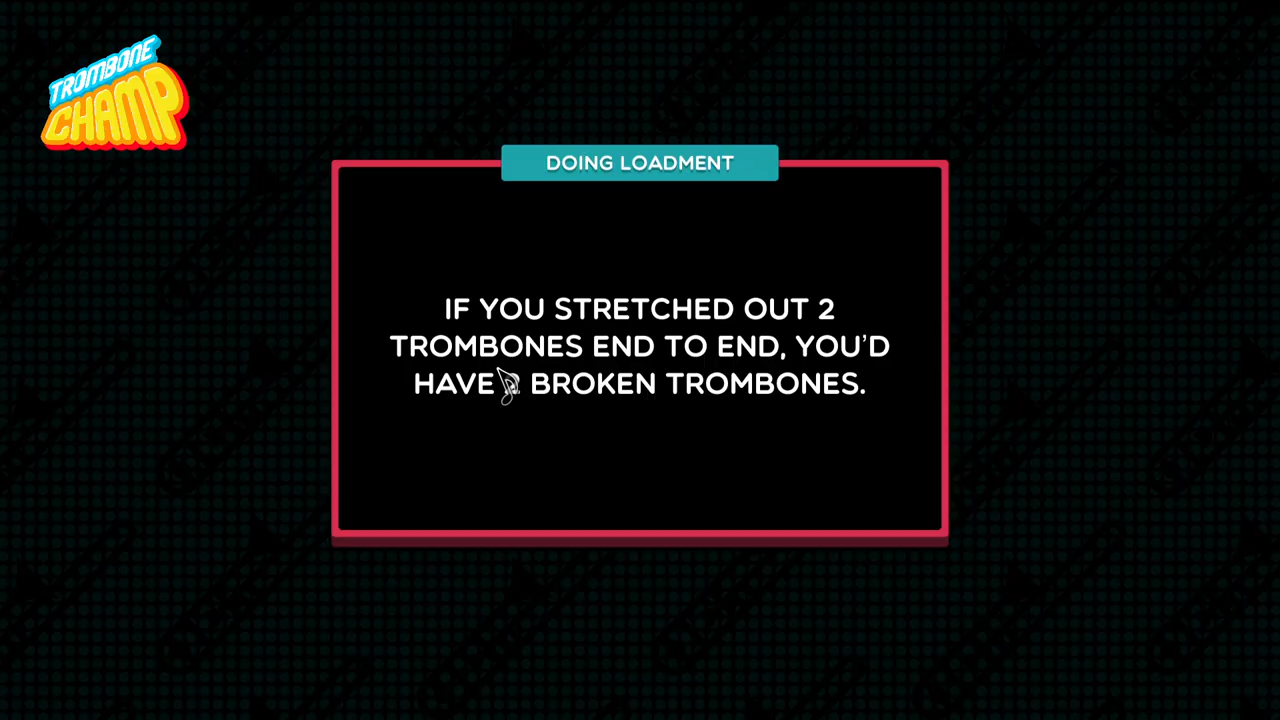 TROMBONE
CHAMP
DOING LOADMENT
IF YOU STRETCHED OUT 2
TROMBONES END TO END, YOU'D
HAVE BROKEN TROMBONES.